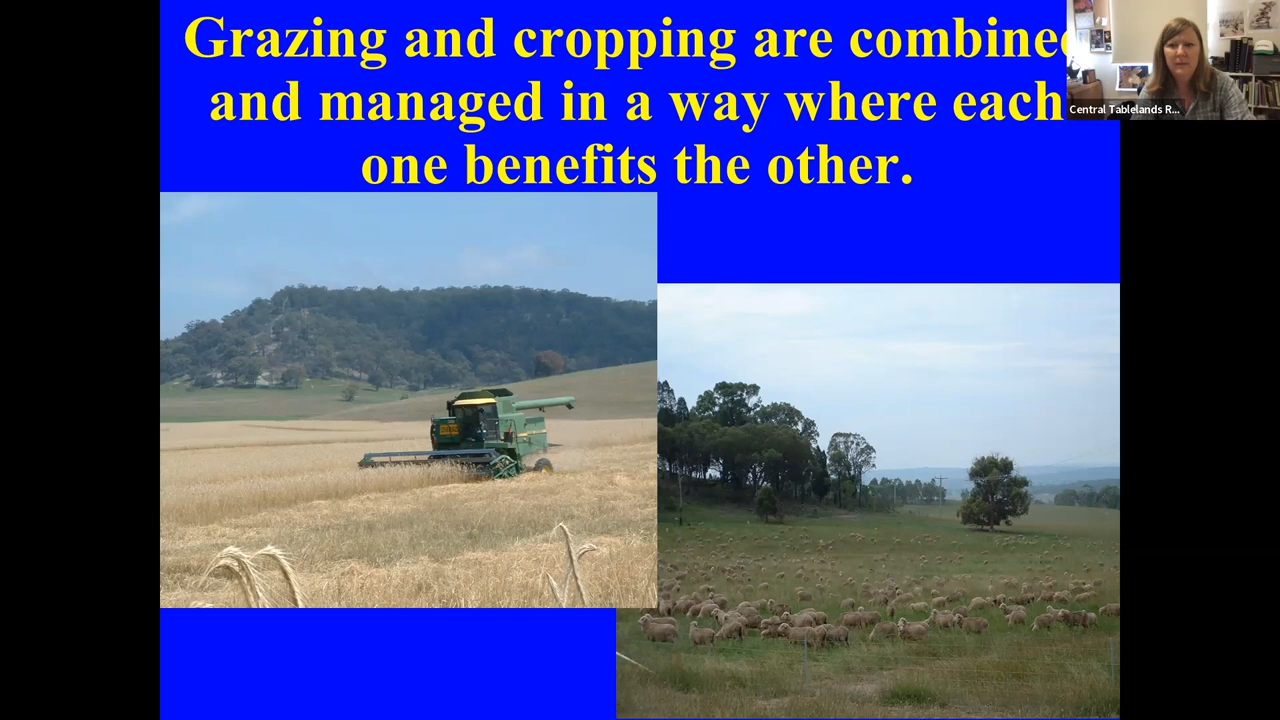 Grazing and cropping are combined
and managed in a way where each
one benefits the other.
Central Tablelands R...